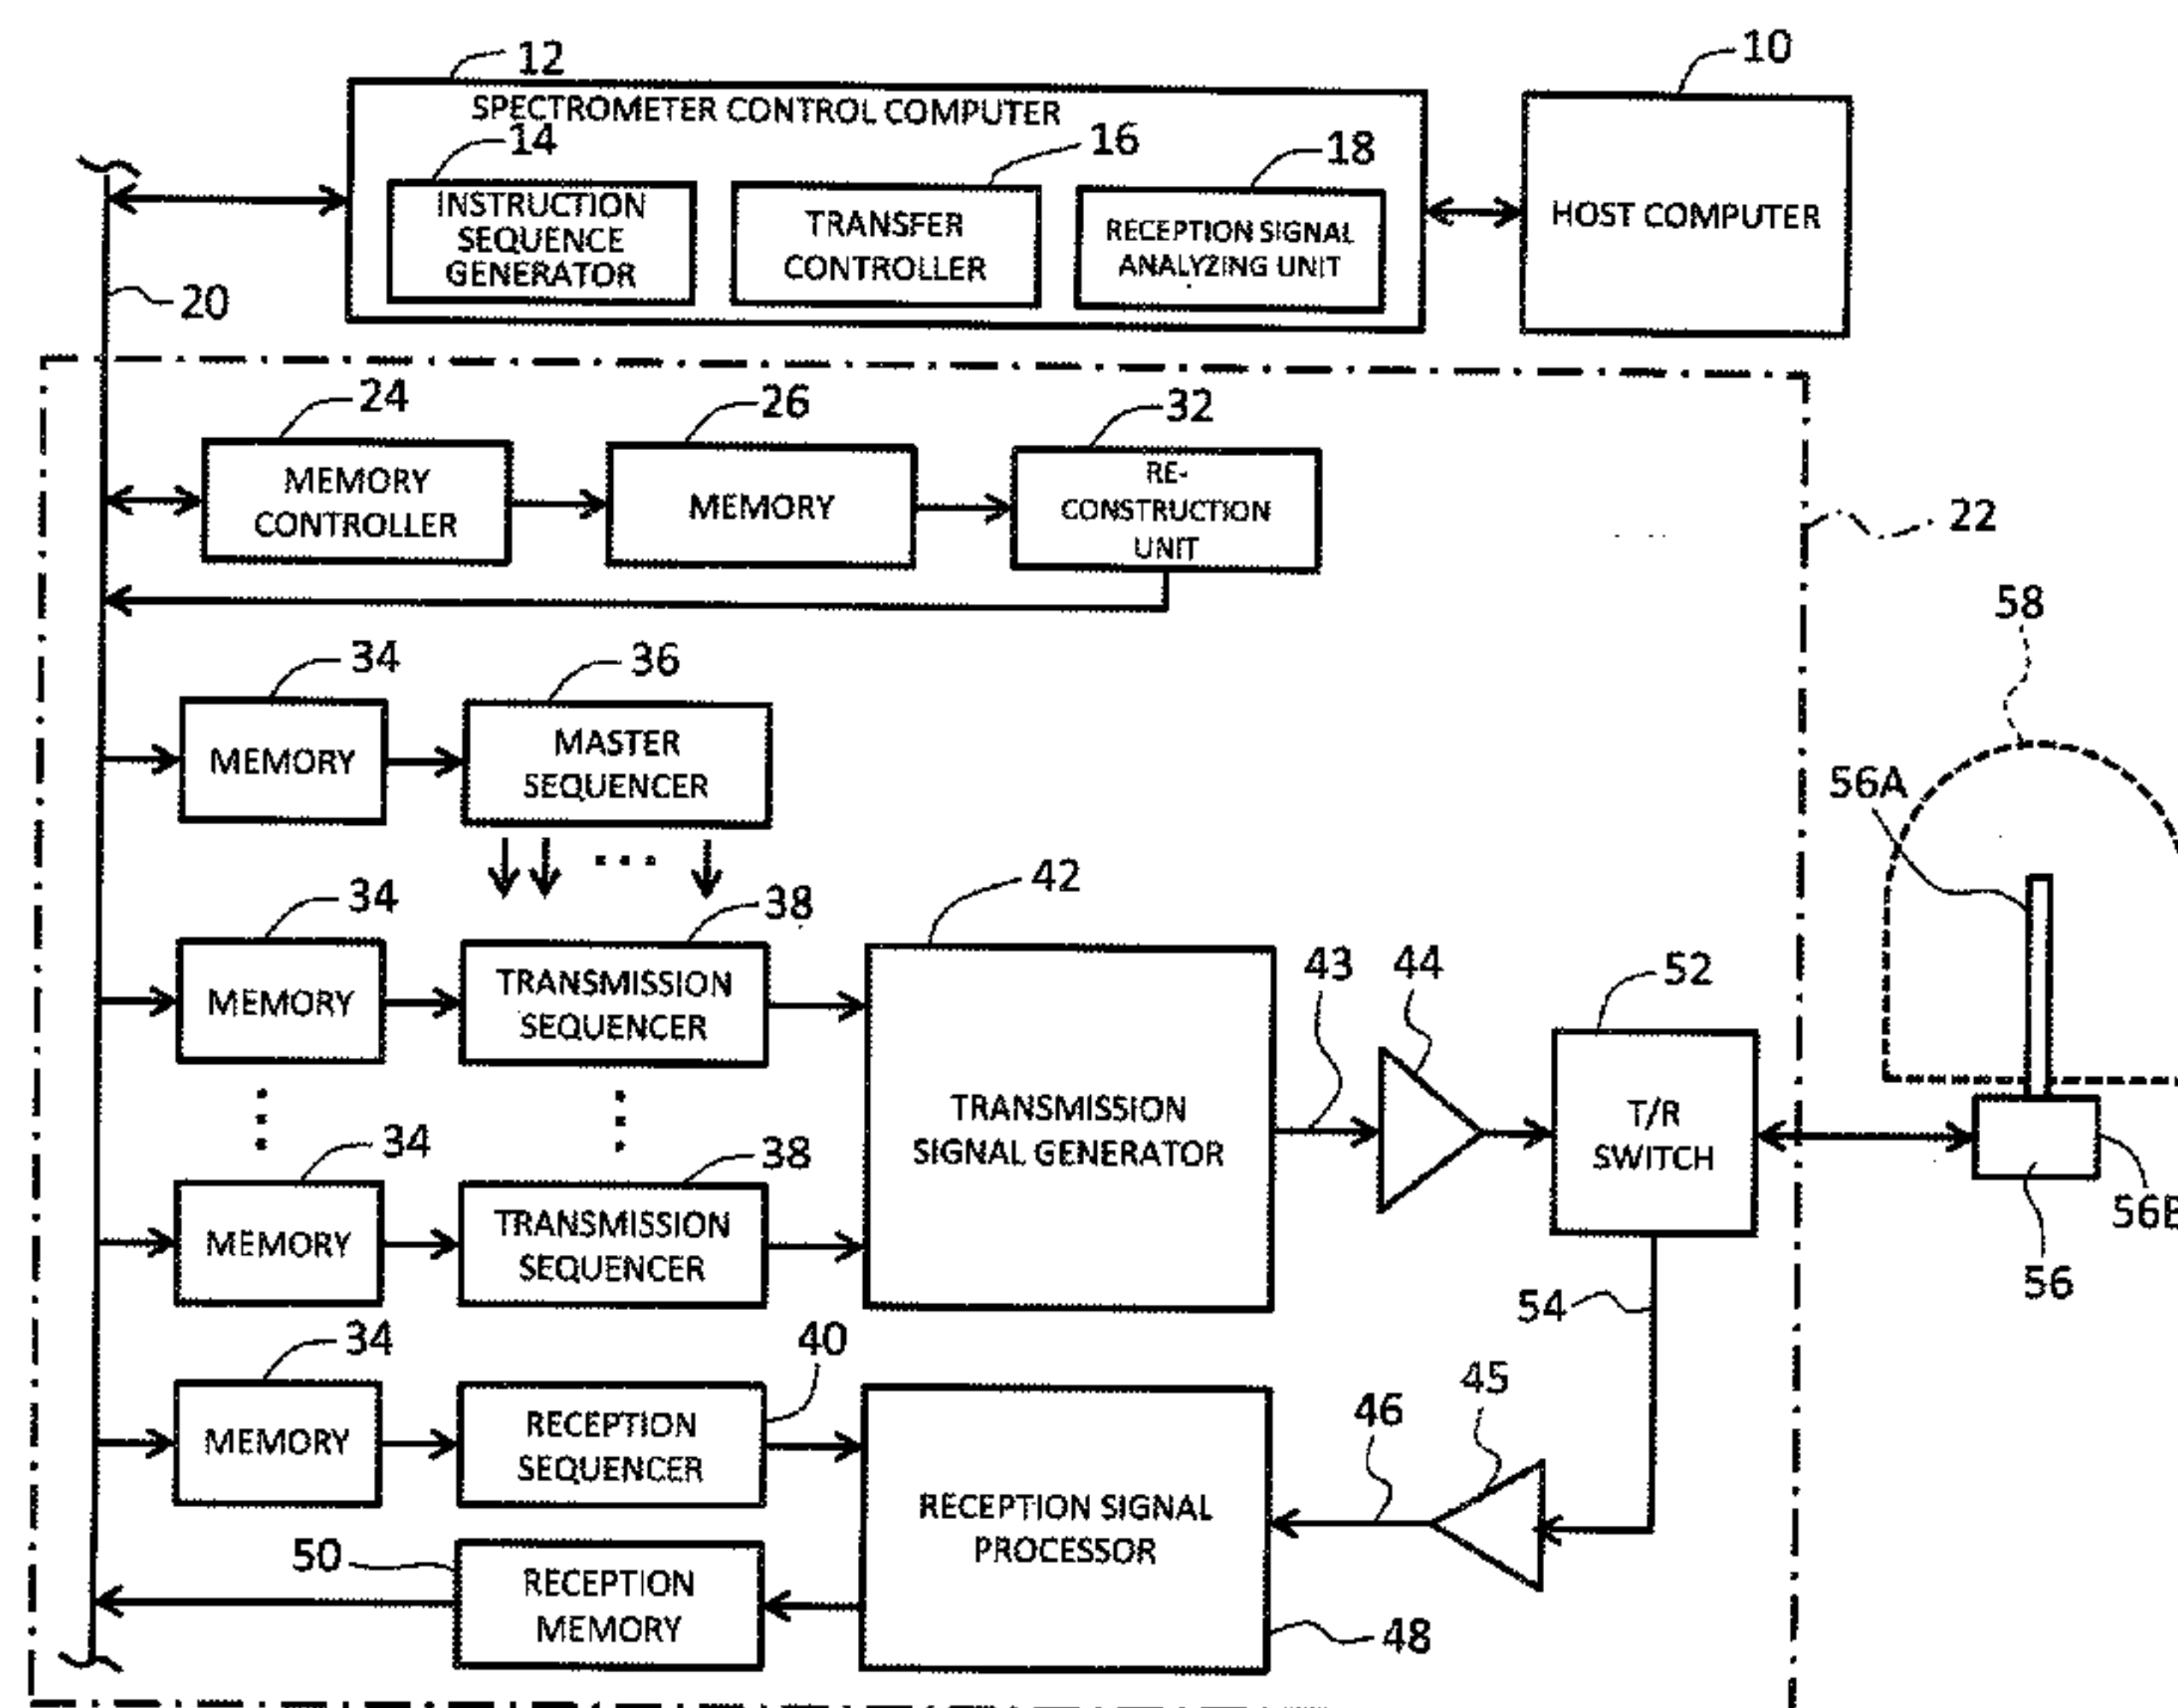 12
10
SPECTROMETER CONTROL COMPUTER
14
16
18
INSTRUCTION
SEQUENCE
GENERATOR
TRANSFER
CONTROLLER
RECEPTION SIGNAL
ANALYZING UNIT
HOST COMPUTER
20
24
26
32
MEMORY
CONTROLLER
MEMORY
RE-
CONSTRUCTION
UNIT
22
58
34
36
MEMORY
MASTER
SEQUENCER
56A
...
34
38
42
MEMORY
TRANSMISSION
SEQUENCER
43
44
52
TRANSMISSION
SIGNAL GENERATOR
T/R
SWITCH
34
38
MEMORY
TRANSMISSION
SEQUENCER
56B
56
54
34
40
45
46
MEMORY
RECEPTION
SEQUENCER
RECEPTION SIGNAL
PROCESSOR
50
RECEPTION
MEMORY
48